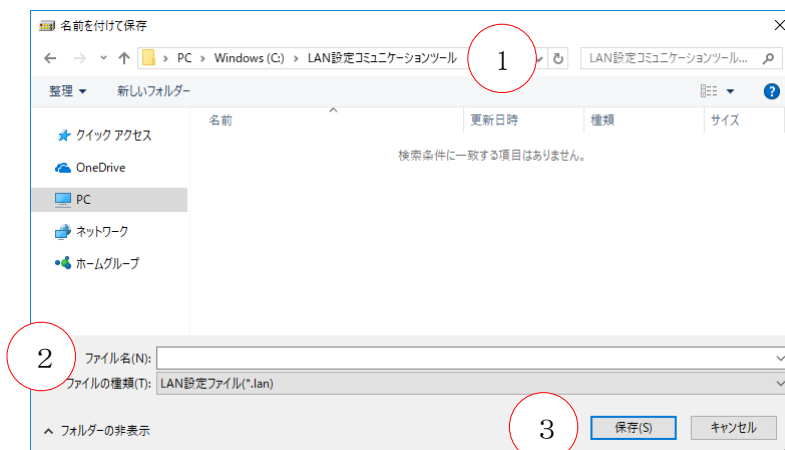 名前を付けて保存
PC › Windows (C:) › LAN設定コミュニケーションツール
1
LAN設定コミュニケーションツール...
整理
新しいフォルダー
名前 更新日時 種類 サイズ
検索条件に一致する項目はありません。
クイック アクセス
OneDrive
PC
ネットワーク
ホームグループ
2
ファイル名(N):
ファイルの種類(T): LAN設定ファイル(*.lan)
フォルダーの非表示
3
保存(S)
キャンセル